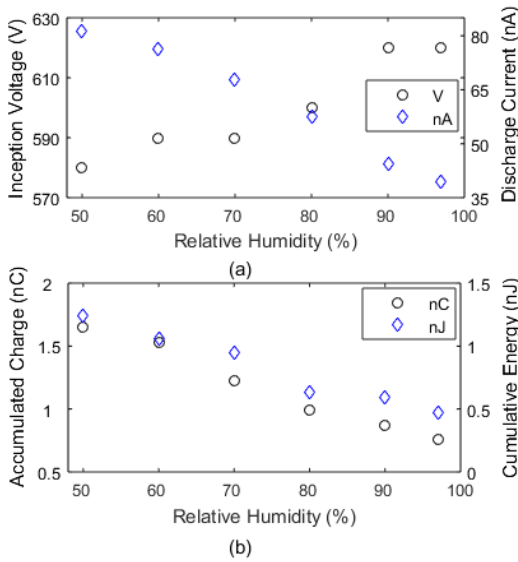 630
610
590
570
Inception Voltage (V)
80
65
50
35
Discharge Current (nA)
V
nA
50 60 70 80 90 100
Relative Humidity (%)
(a)
2
1.5
1
0.5
Accumulated Charge (nC)
1.5
1
0.5
0
Cumulative Energy (nJ)
nC
nJ
50 60 70 80 90 100
Relative Humidity (%)
(b)